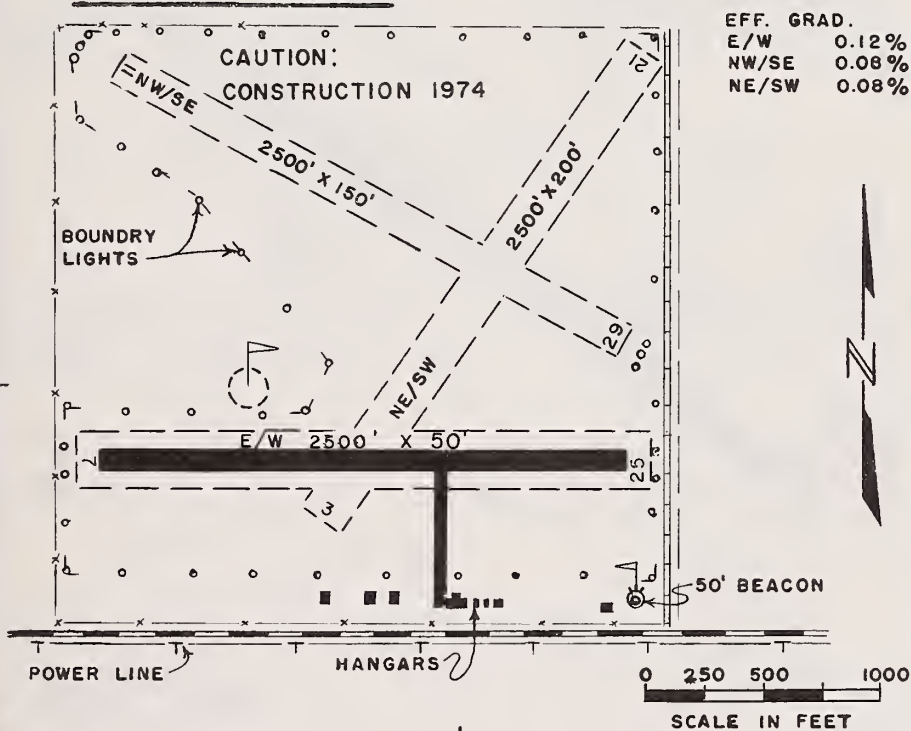 EFF. GRAD.
E/W 0.12%
NW/SE 0.08%
NE/SW 0.08%
CAUTION:
CONSTRUCTION 1974
21
NW/SE
2500' X 150'
2500' X 200'
BOUNDRY
LIGHTS
29
N
NE/SW
E/W 2500' X 50'
7
25
3
50' BEACON
POWER LINE
HANGARS
0 250 500 1000
SCALE IN FEET